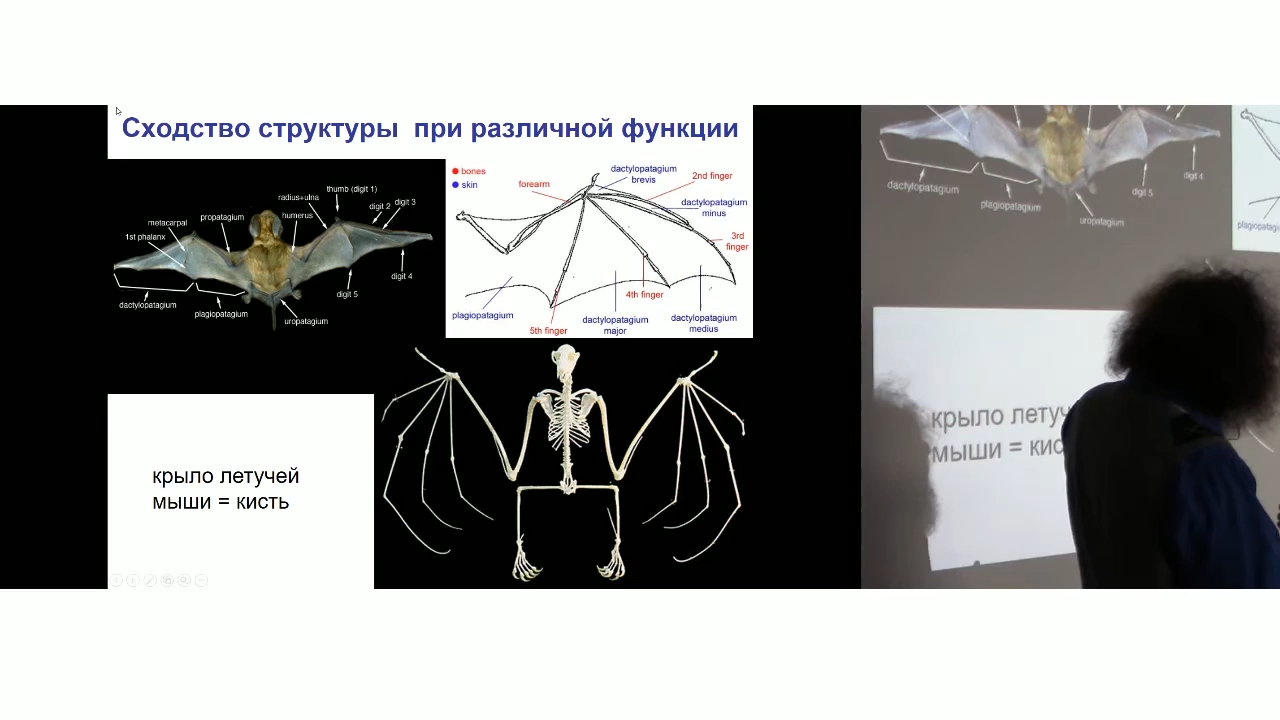 Сходство структуры при различной функции
thumb (digit 1)
radius+ulna
digit 2
digit 3
propatagium
humerus
metacarpal
1st phalanx
digit 4
digit 5
dactylopatagium
plagiopatagium
uropatagium
bones
skin
forearm
dactylopatagium
brevis
2nd finger
dactylopatagium
minus
3rd
finger
4th finger
plagiopatagium
5th finger
dactylopatagium
major
dactylopatagium
medius
крыло летучей
мыши = кисть
dactylopatagium
plagiopatagium
uropatagium
digit 5
digit 4
крыло летуч
мыши = кис